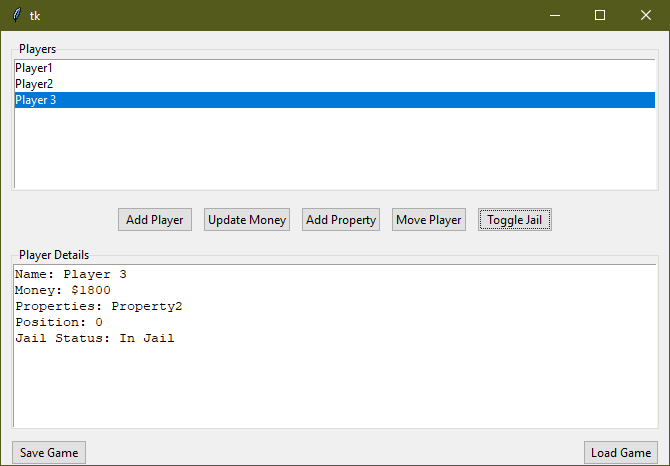 tk
Players
Player1
Player2
Player 3
Add Player Update Money Add Property Move Player Toggle Jail
Player Details
Name: Player 3
Money: $1800
Properties: Property2
Position: 0
Jail Status: In Jail
Save Game Load Game